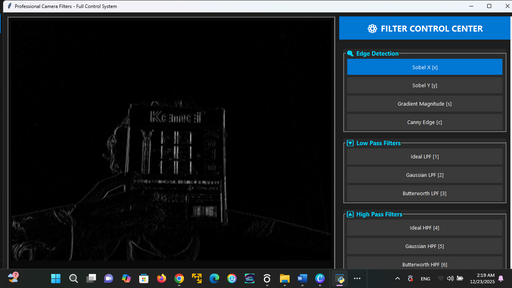 Professional Camera Filters - Full Control System
FILTER CONTROL CENTER
Edge Detection
Sobel X [x]
Sobel Y [y]
Gradient Magnitude [s]
Canny Edge [c]
Low Pass Filters
Ideal LPF [1]
Gaussian LPF [2]
Butterworth LPF [3]
High Pass Filters
Ideal HPF [4]
Gaussian HPF [5]
Butterworth HPF [6]
ENG
2:19 AM
12/23/2025